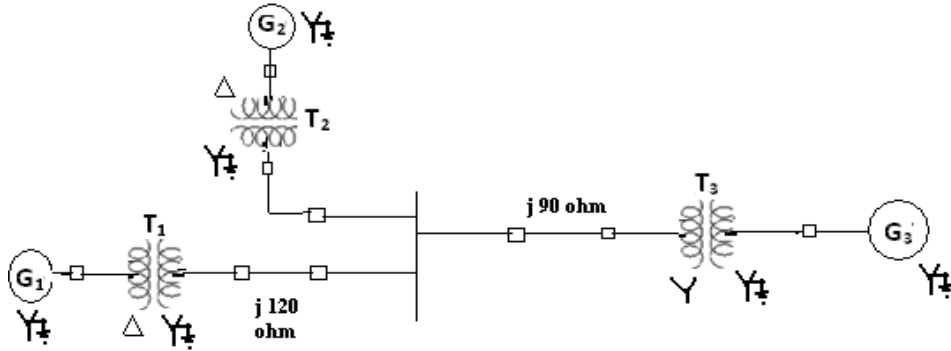 G₂
T₂
T₃
j 90 ohm
G₃
T₁
G₁
j 120
ohm
Y